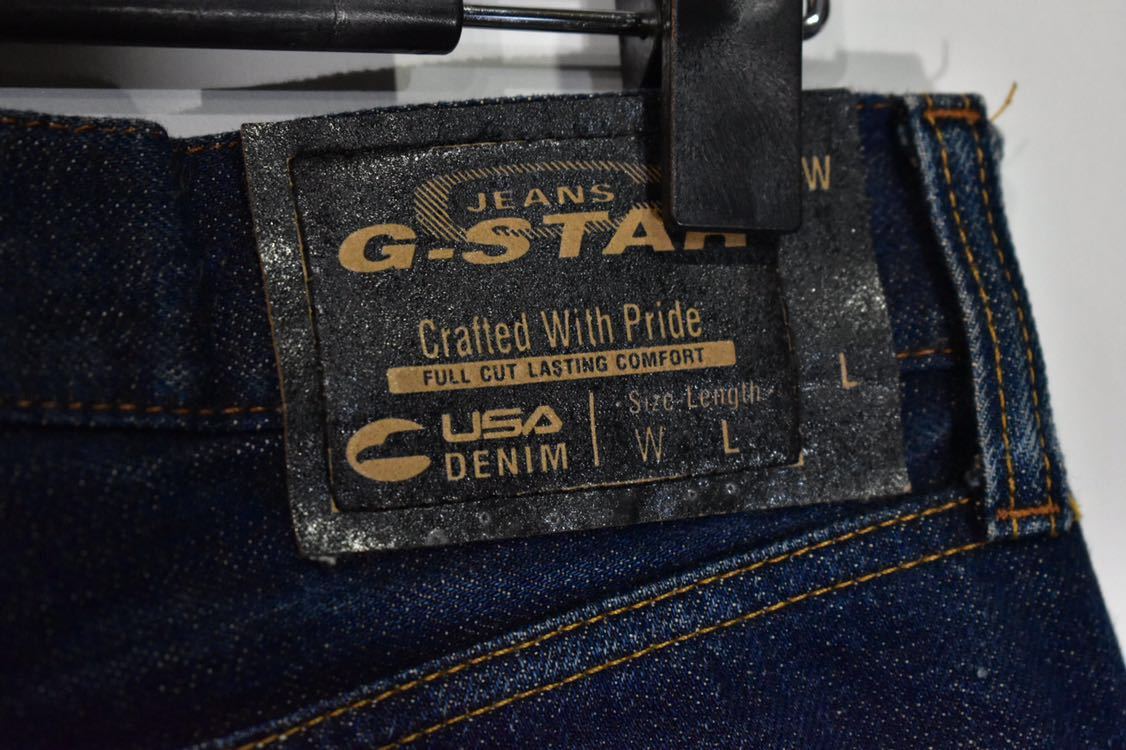 JEANS
G-STAR
W
Crafted With Pride
FULL CUT LASTING COMFORT
L
USA
DENIM
Size Length
W L